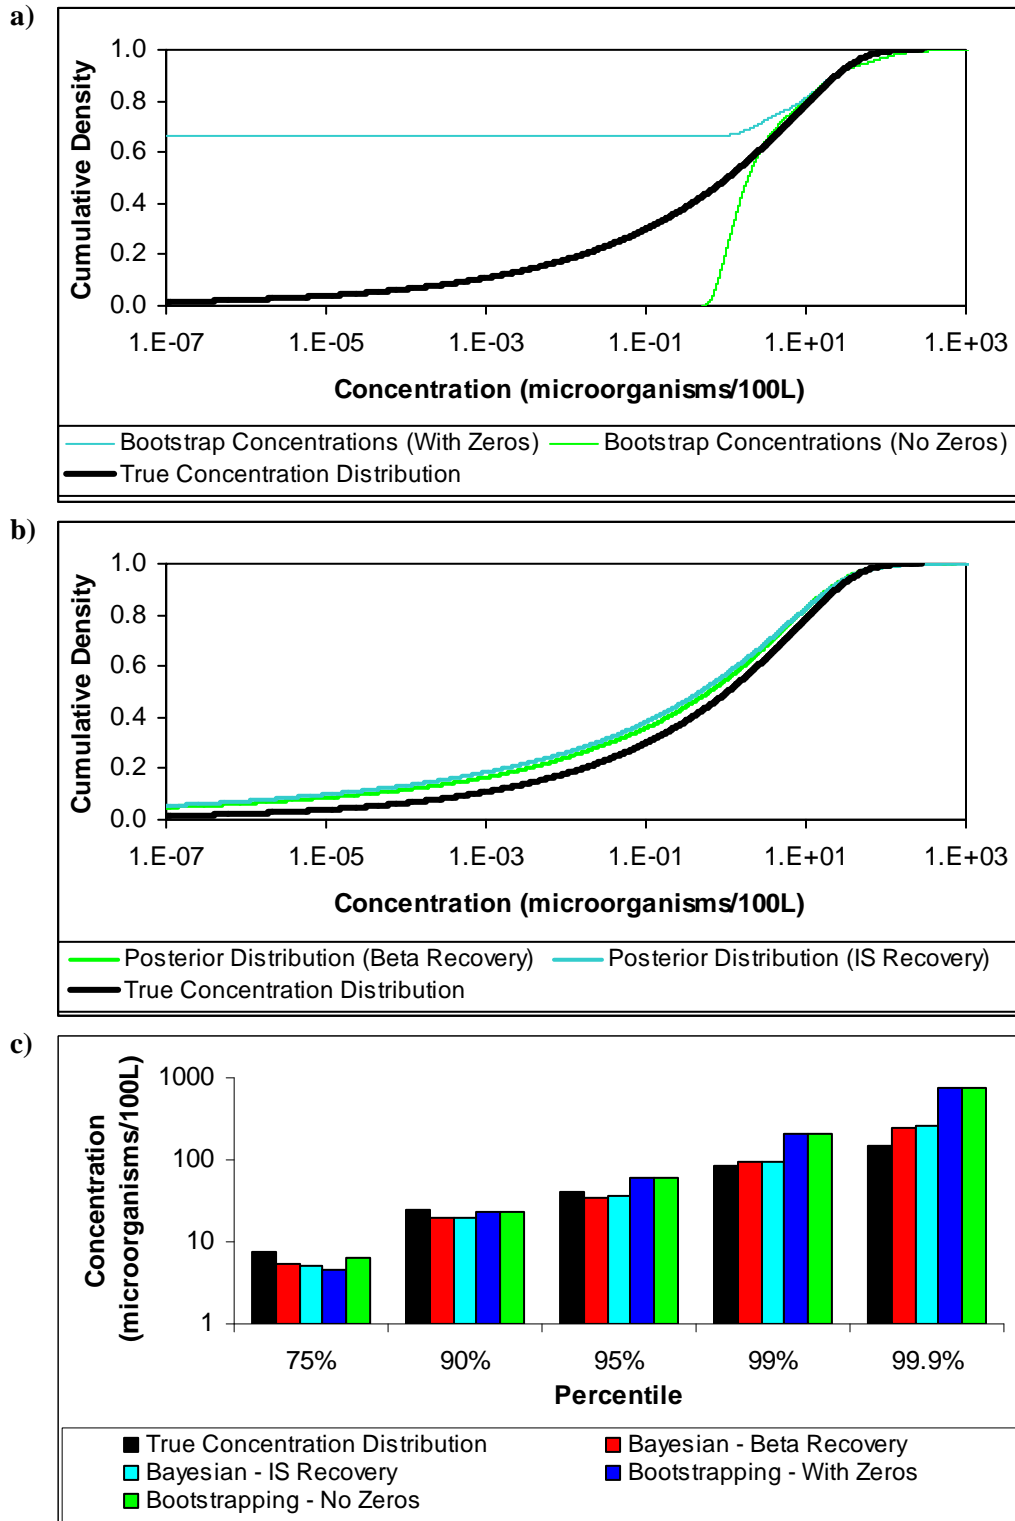 a)
1.0
0.8
0.6
0.4
0.2
0.0
Cumulative Density
1.E-07 1.E-05 1.E-03 1.E-01 1.E+01 1.E+03
Concentration (microorganisms/100L)
Bootstrap Concentrations (With Zeros) Bootstrap Concentrations (No Zeros)
True Concentration Distribution
b)
1.0
0.8
0.6
0.4
0.2
0.0
Cumulative Density
1.E-07 1.E-05 1.E-03 1.E-01 1.E+01 1.E+03
Concentration (microorganisms/100L)
Posterior Distribution (Beta Recovery) Posterior Distribution (IS Recovery)
True Concentration Distribution
c)
Concentration
(microorganisms/100L)
1000
100
10
1
75% 90% 95% 99% 99.9%
Percentile
True Concentration Distribution Bayesian - Beta Recovery
Bayesian - IS Recovery Bootstrapping - With Zeros
Bootstrapping - No Zeros